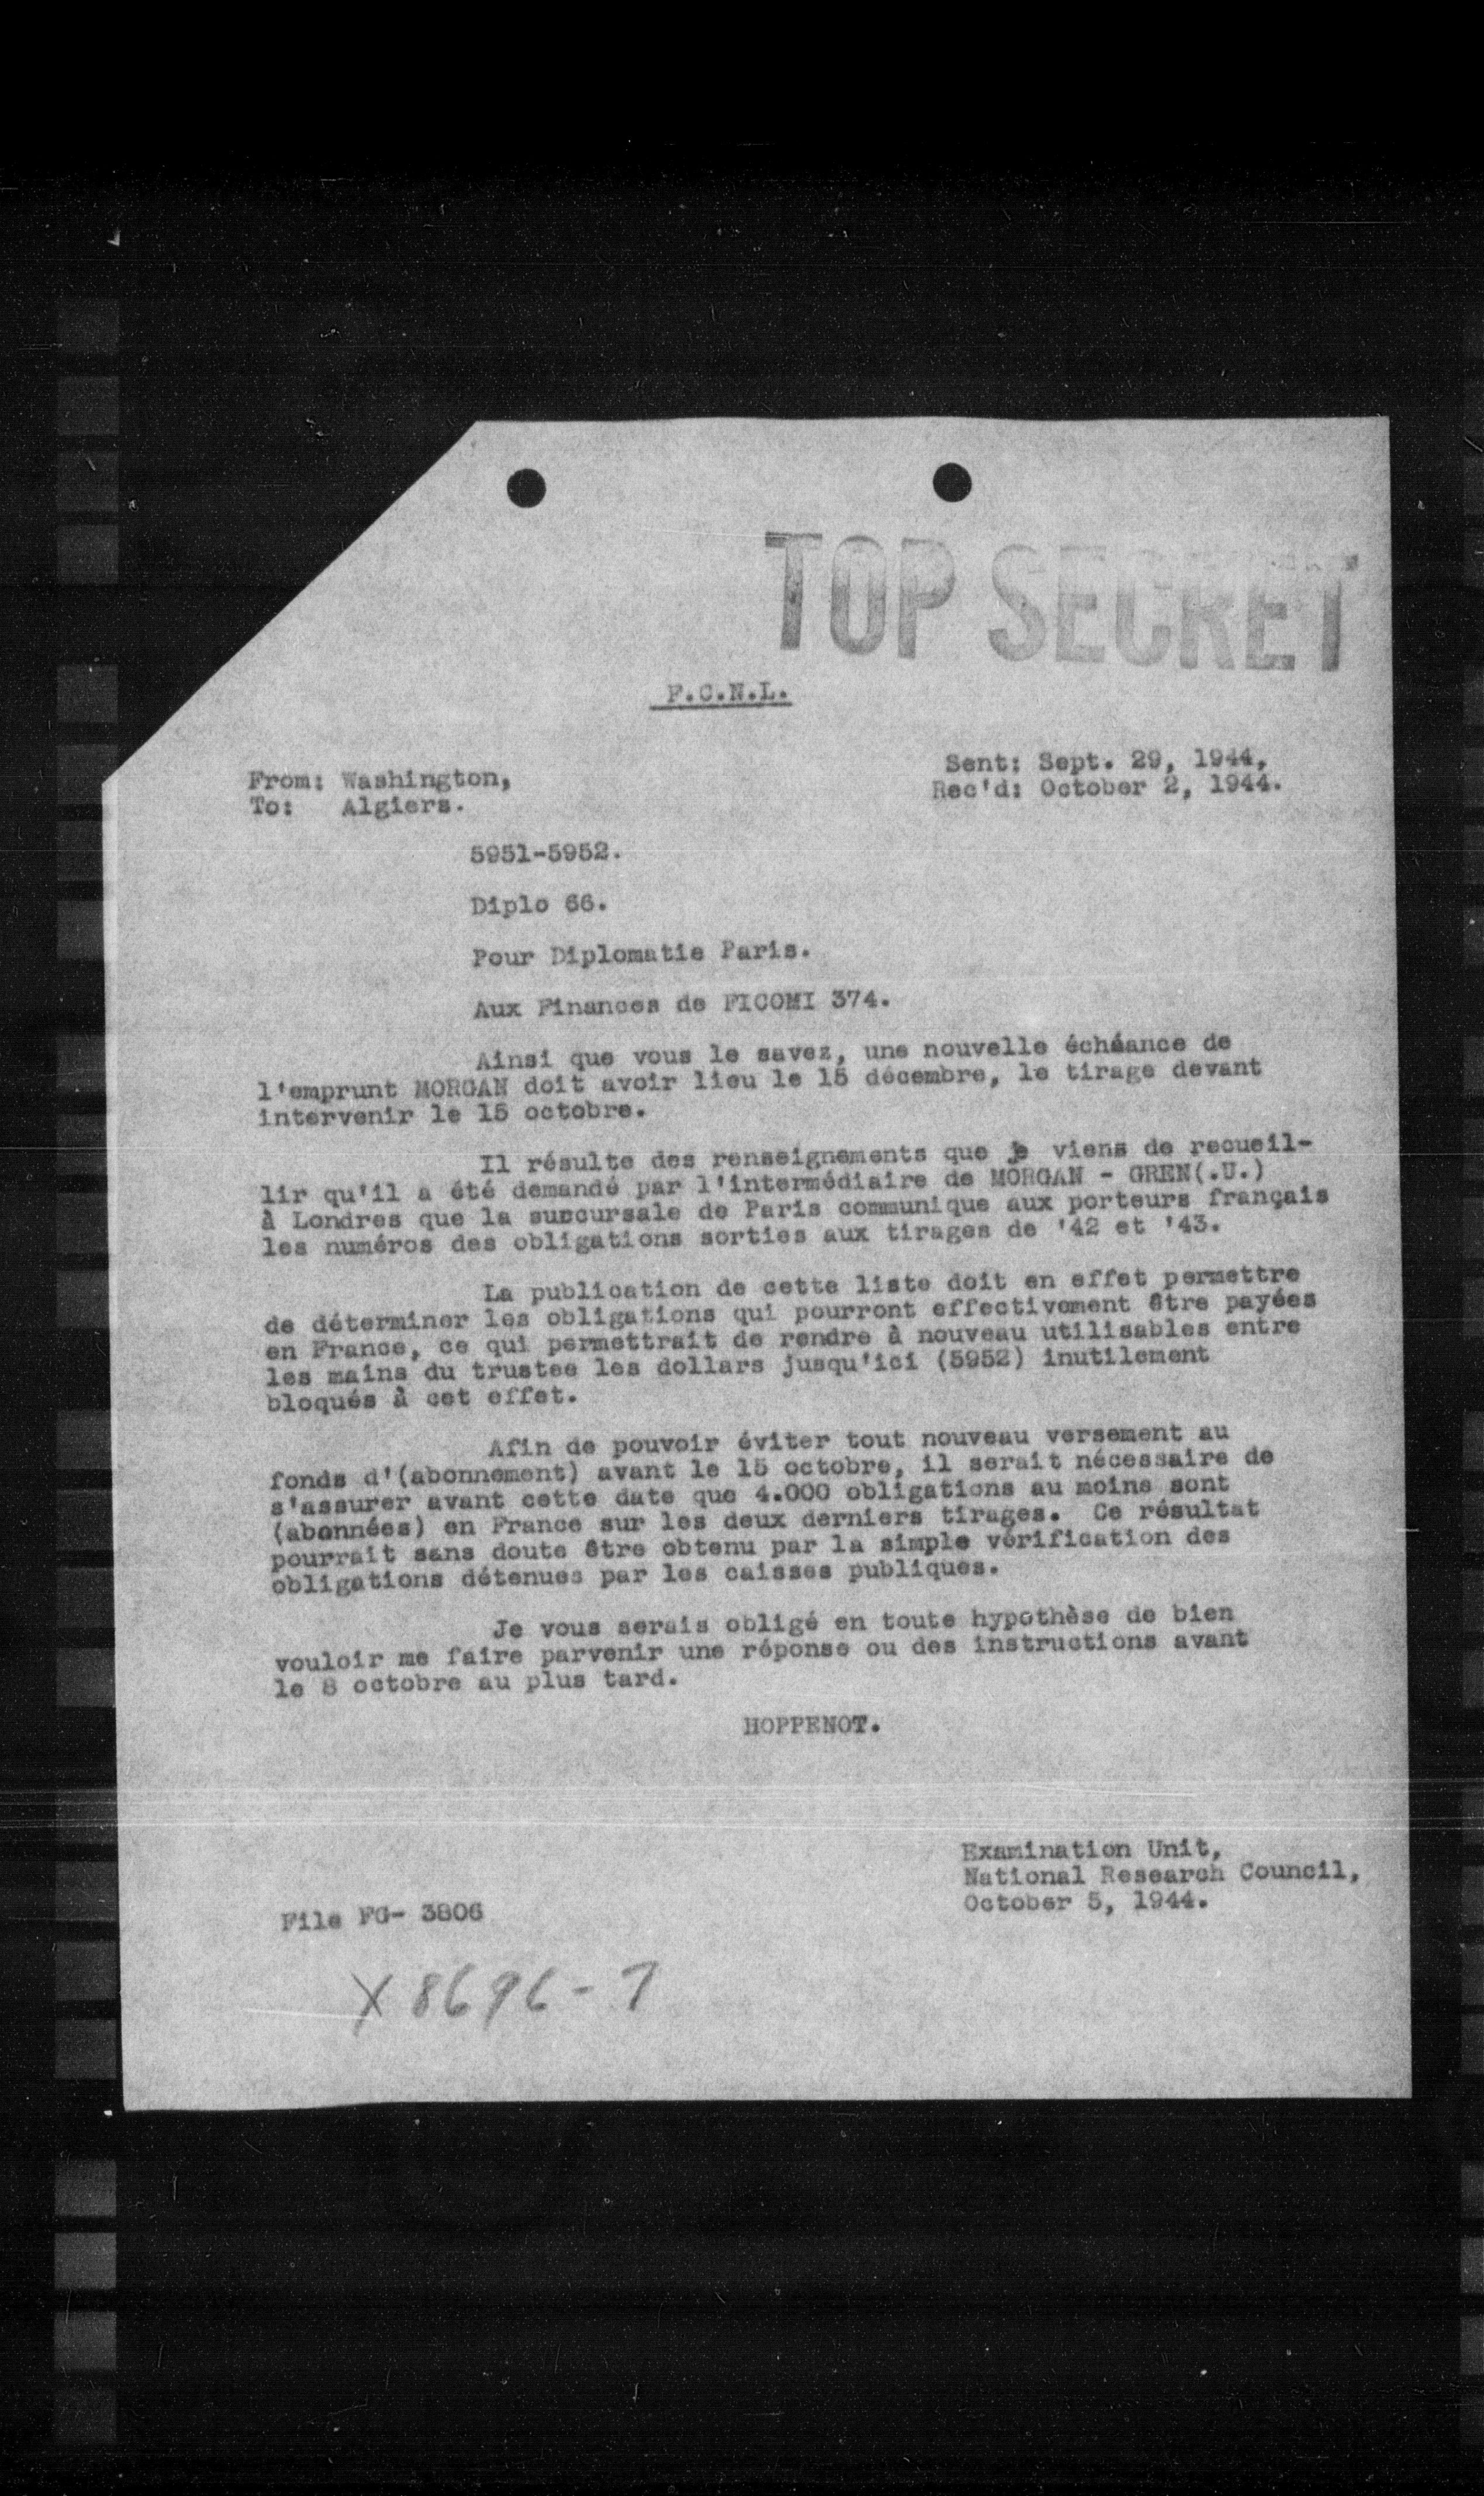 TOP SECRET
F.C.N.L.
From: Washington,
To: Algiers.
Sent: Sept. 29, 1944,
Rec'd: October 2, 1944.
5951-5952.
Diplo 66.
Pour Diplomatie Paris.
Aux Finances de FICOMI 374.
Ainsi que vous le savez, une nouvelle échéance de
l'emprunt MORGAN doit avoir lieu le 15 décembre, le tirage devant
intervenir le 15 octobre.
Il résulte des renseignements que je viens de recueil-
lir qu'il a été demandé par l'intermédiaire de MORGAN - GREN(.U.)
à Londres que la succursale de Paris communique aux porteurs français
les numéros des obligations sorties aux tirages de '42 et '43.
La publication de cette liste doit en effet permettre
de déterminer les obligations qui pourront effectivement être payées
en France, ce qui permettrait de rendre à nouveau utilisables entre
les mains du trustee les dollars jusqu'ici (5952) inutilement
bloqués à cet effet.
Afin de pouvoir éviter tout nouveau versement au
fonds d'(abonnement) avant le 15 octobre, il serait nécessaire de
s'assurer avant cette date que 4.000 obligations au moins sont
(abonnées) en France sur les deux derniers tirages. Ce résultat
pourrait sans doute être obtenu par la simple vérification des
obligations détenues par les caisses publiques.
Je vous serais obligé en toute hypothèse de bien
vouloir me faire parvenir une réponse ou des instructions avant
le 8 octobre au plus tard.
HOPPENOT.
Examination Unit,
National Research Council,
October 5, 1944.
File FG- 3806
X 8696-7